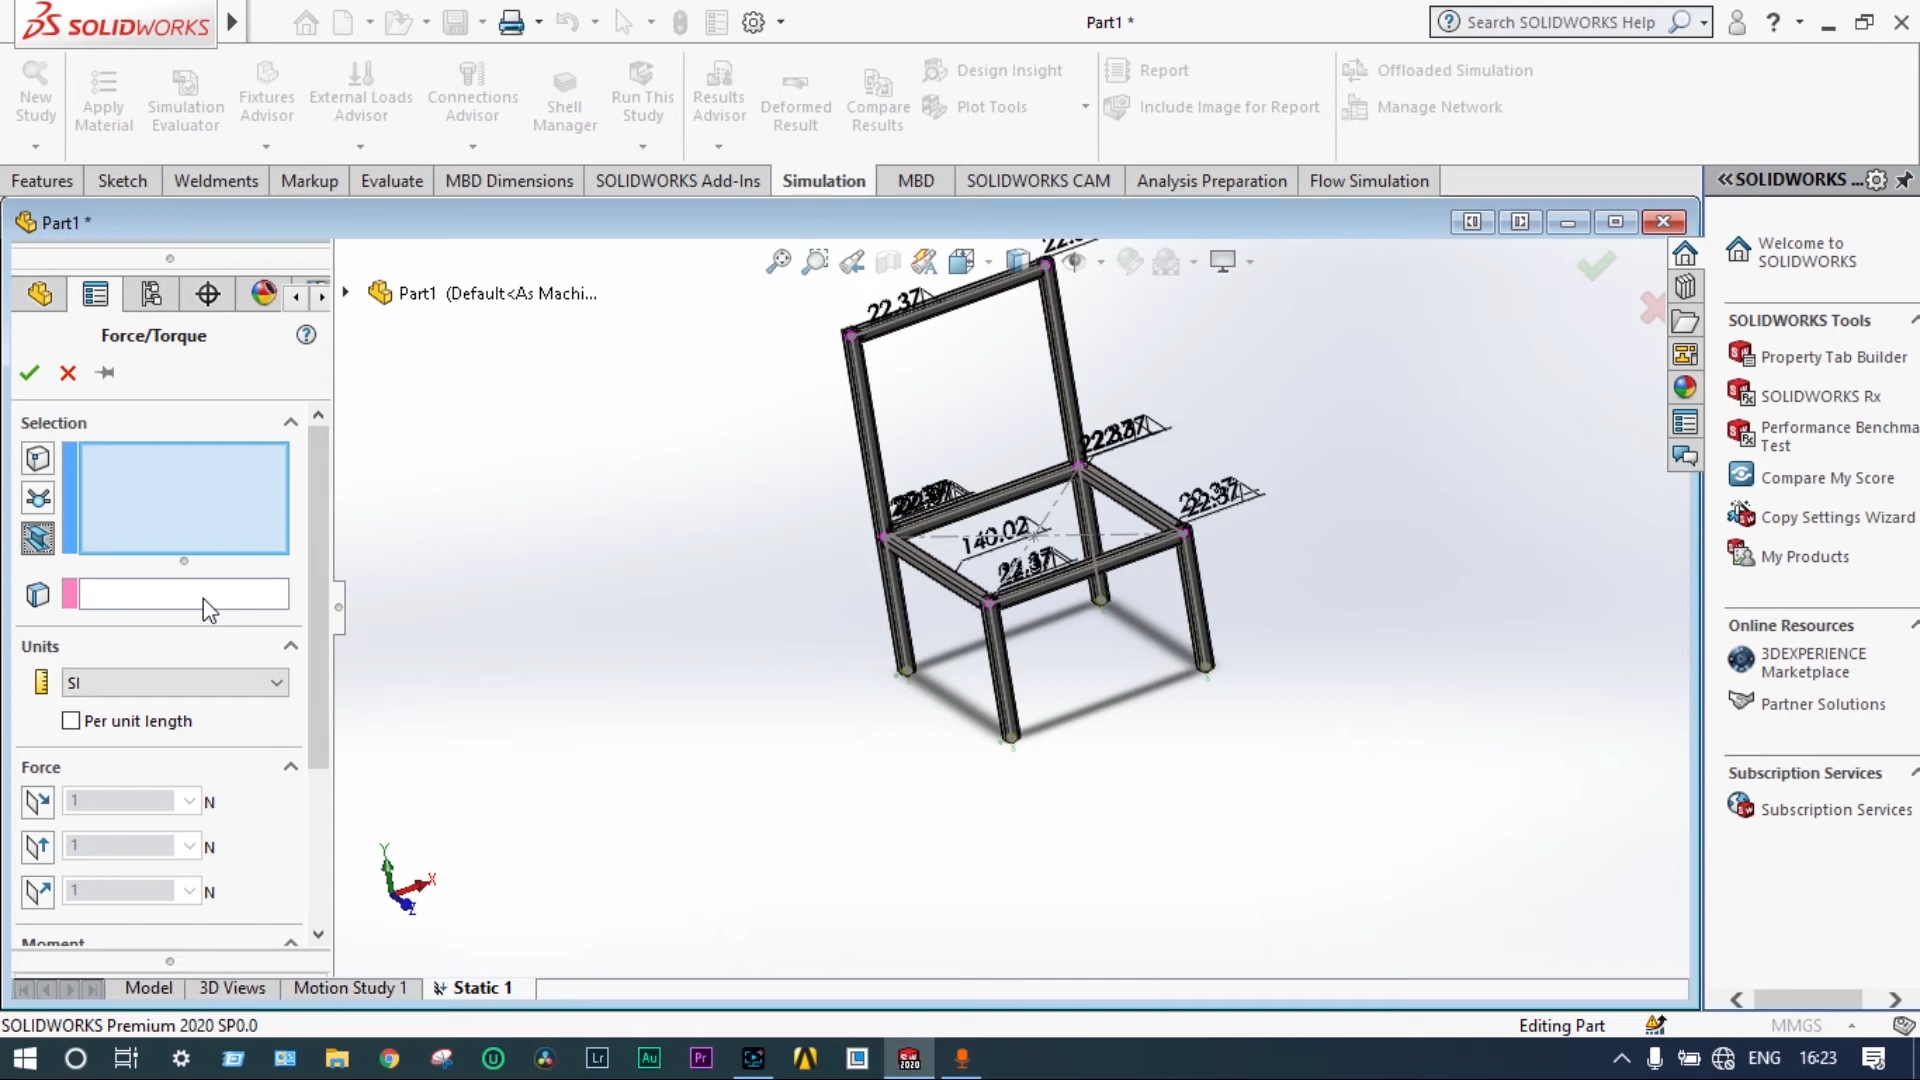 SOLIDWORKS
Part1 *
Search SOLIDWORKS Help
New Study
Apply Material
Simulation Evaluator
Fixtures Advisor
External Loads Advisor
Connections Advisor
Shell Manager
Run This Study
Results Advisor
Deformed Result
Compare Results
Design Insight
Plot Tools
Report
Include Image for Report
Offloaded Simulation
Manage Network
Features
Sketch
Weldments
Markup
Evaluate
MBD Dimensions
SOLIDWORKS Add-Ins
Simulation
MBD
SOLIDWORKS CAM
Analysis Preparation
Flow Simulation
SOLIDWORKS ...
Part1 *
Part1 (Default<As Machi...
Force/Torque
Selection
Units
SI
Per unit length
Force
1 N
1 N
1 N
Moment
22.37
22.37
22.37
140.02
22.37
Y
X
Z
Welcome to SOLIDWORKS
SOLIDWORKS Tools
Property Tab Builder
SOLIDWORKS Rx
Performance Benchma
Test
Compare My Score
Copy Settings Wizard
My Products
Online Resources
3DEXPERIENCE Marketplace
Partner Solutions
Subscription Services
Subscription Services
Model
3D Views
Motion Study 1
Static 1
SOLIDWORKS Premium 2020 SP0.0
Editing Part
MMGS
Lr
Au
Pr
SW 2020
ENG
16:23